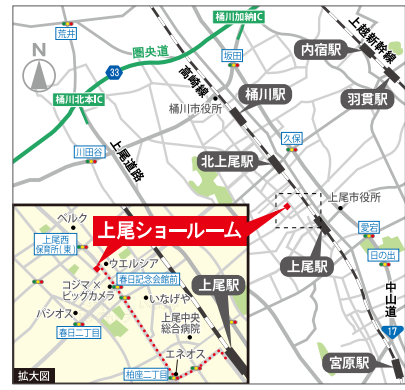 桶川加納IC
荒井
N
圏央道
33
高崎線
坂田
内宿駅
上越新幹線
羽貫駅
桶川北本IC
桶川市役所
桶川駅
川田谷
上尾道路
久保
北上尾駅
上尾市役所
愛宕
日の出
上尾駅
中山道
17
宮原駅
ベルク
上尾ショールーム
上尾西
保育所(東)
ウエルシア
春日記念会館前
コジマ×
ビックカメラ
いなげや
上尾駅
パシオス
春日二丁目
上尾中央
総合病院
エネオス
柏座二丁目
拡大図